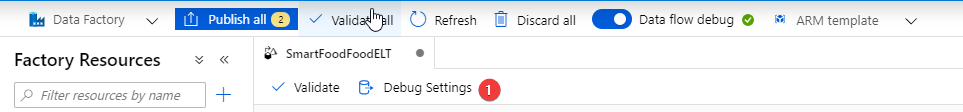 Data Factory Publish all 2 Validate all Refresh Discard all Data flow debug ARM template
Factory Resources SmartFoodFoodELT
Validate Debug Settings 1
Filter resources by name